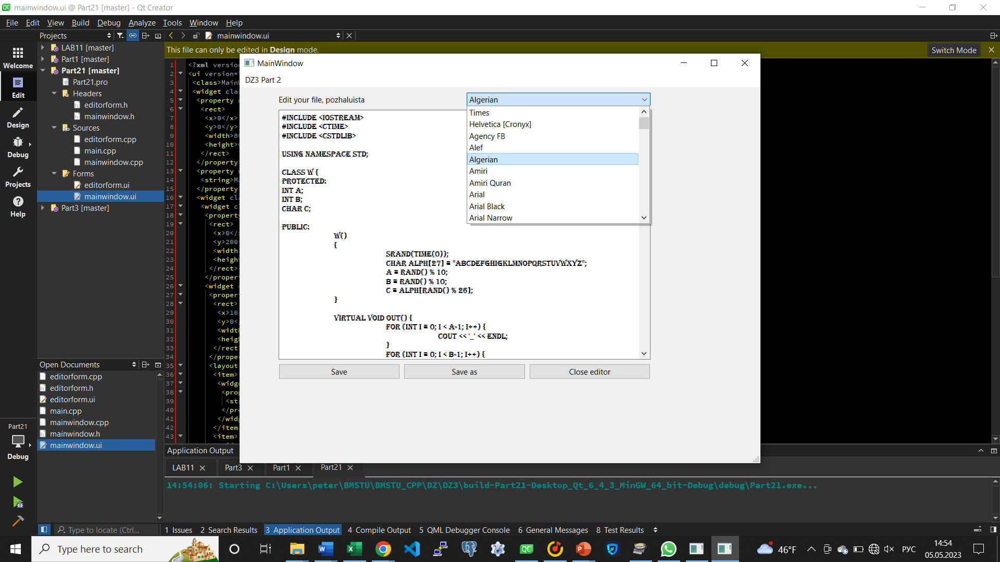 mainwindow.ui @ Part21 [master] - Qt Creator
File Edit View Build Debug Analyze Tools Window Help
Projects
mainwindow.ui
This file can only be edited in Design mode.
Switch Mode
Welcome
Edit
Design
Debug
Projects
Help
LAB11 [master]
Part1 [master]
Part21 [master]
Part21.pro
Headers
editorform.h
mainwindow.h
Sources
editorform.cpp
main.cpp
mainwindow.cpp
Forms
editorform.ui
mainwindow.ui
Part3 [master]
Open Documents
editorform.cpp
editorform.h
editorform.ui
main.cpp
mainwindow.cpp
mainwindow.h
mainwindow.ui
Part21
Debug
1 <?xml version
2 <ui version=
3 <class>Main
4 <widget clas
5 <property
6 <rect>
7 <x>0</x>
8 <y>0</y>
9 <width>80
10 <height>
11 </rect>
12 </property>
13 <property
14 <string>M
15 </property>
16 <widget cl
17 <widget c
18 <property
19 <rect>
20 <x>0</
21 <y>200
22 <width
23 <height
24 </rect>
25 </property
26 <widget
27 <propert
28 <rect>
29 <x>10
30 <y>0<
31 <width
32 <heig
33 </rect
34 </proper
35 <layout
36 <item>
37 <widg
38 <prop
39 <st
40 </pr
41 </widg
42 </item
43 <item>
MainWindow
DZ3 Part 2
Edit your file, pozhaluista
Algerian
Times
Helvetica [Cronyx]
Agency FB
Alef
Algerian
Amiri
Amiri Quran
Arial
Arial Black
Arial Narrow
#INCLUDE <IOSTREAM>
#INCLUDE <CTIME>
#INCLUDE <CSTDLIB>
USING NAMESPACE STD;
CLASS W {
PROTECTED:
INT A;
INT B;
CHAR C;
PUBLIC:
W()
{
SRAND(TIME(0));
CHAR ALPH[27] = "ABCDEFGHIGKLMNOPQRSTUVWXYZ";
A = RAND() % 10;
B = RAND() % 10;
C = ALPH[RAND() % 26];
}
VIRTUAL VOID OUT() {
FOR (INT I = 0; I < A-1; I++) {
COUT << '_' << ENDL;
}
FOR (INT I = 0; I < B-1; I++) {
Save
Save as
Close editor
Application Output
LAB11
Part3
Part1
Part21
14:54:06: Starting C:\Users\peter\BMSTU\BMSTU_CPP\DZ\DZ3\build-Part21-Desktop_Qt_6_4_3_MinGW_64_bit-Debug\debug\Part21.exe...
Type to locate (Ctrl...
1 Issues 2 Search Results 3 Application Output 4 Compile Output 5 QML Debugger Console 6 General Messages 8 Test Results
Type here to search
46°F
РУС
14:54
05.05.2023